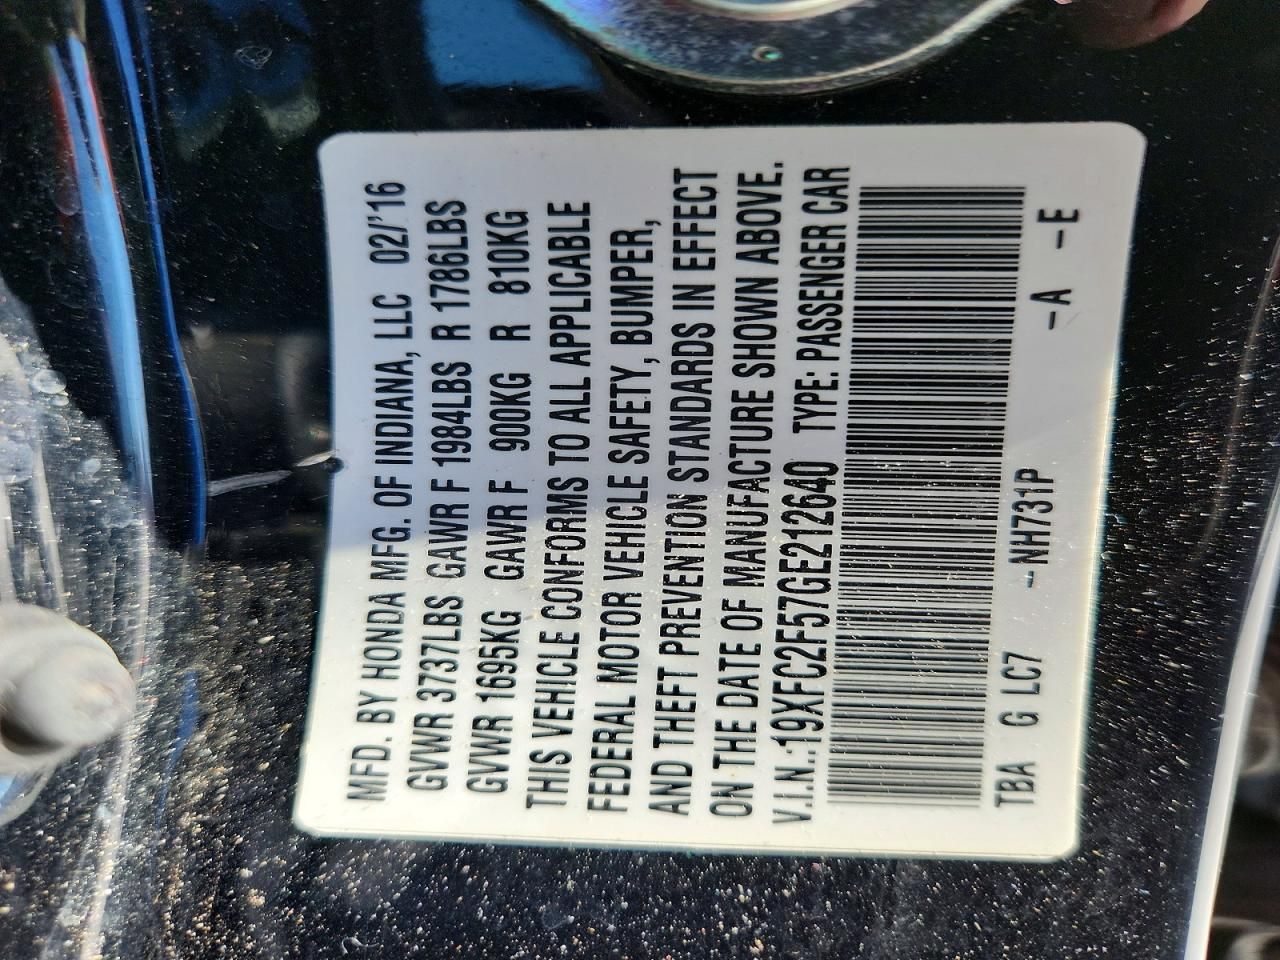 MFD. BY HONDA MFG. OF INDIANA, LLC 02/'16
GVWR 3737LBS GAWR F 1984LBS R 1786LBS
GVWR 1695KG GAWR F 900KG R 810KG
THIS VEHICLE CONFORMS TO ALL APPLICABLE
FEDERAL MOTOR VEHICLE SAFETY, BUMPER,
AND THEFT PREVENTION STANDARDS IN EFFECT
ON THE DATE OF MANUFACTURE SHOWN ABOVE.
V.I.N.:19XFC2F57GE212640 TYPE: PASSENGER CAR
TBA G LC7 -NH731P -A -E